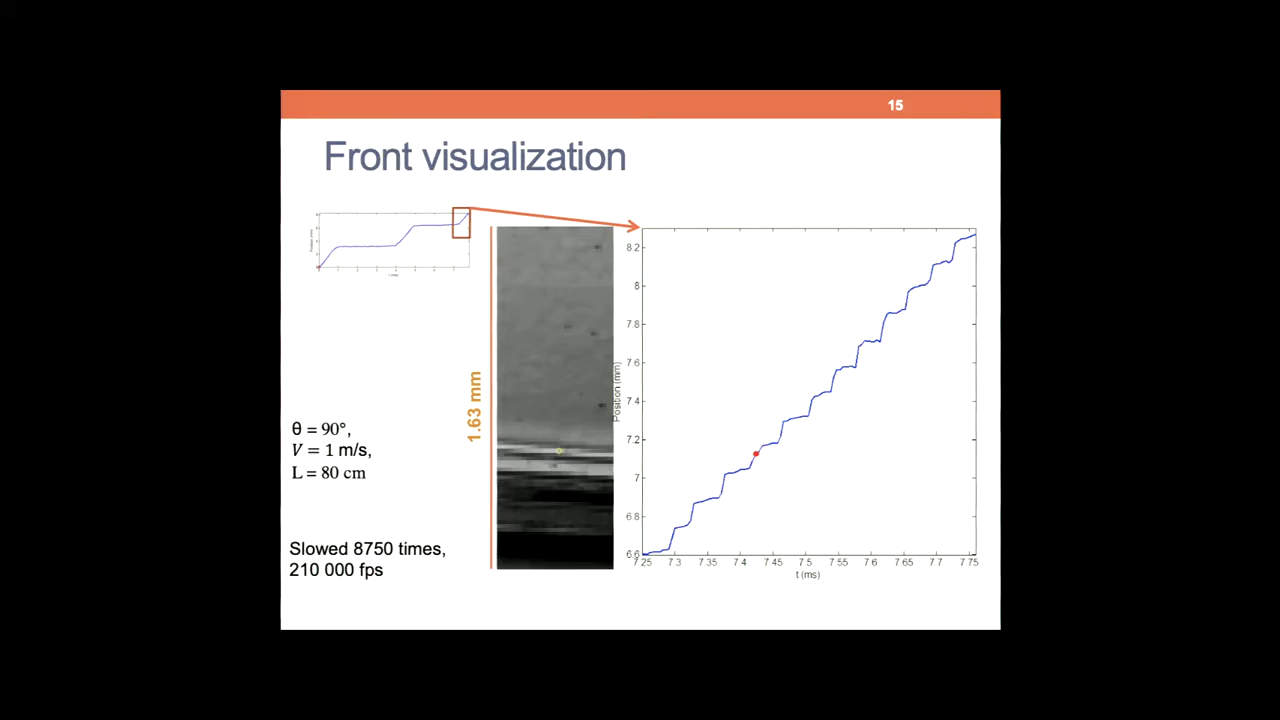 15
Front visualization
1.63 mm
θ = 90°,
V = 1 m/s,
L = 80 cm
Slowed 8750 times,
210 000 fps
Position (mm)
8.2
8
7.8
7.6
7.4
7.2
7
6.8
6.6
7.25 7.3 7.35 7.4 7.45 7.5 7.55 7.6 7.65 7.7 7.75
t (ms)